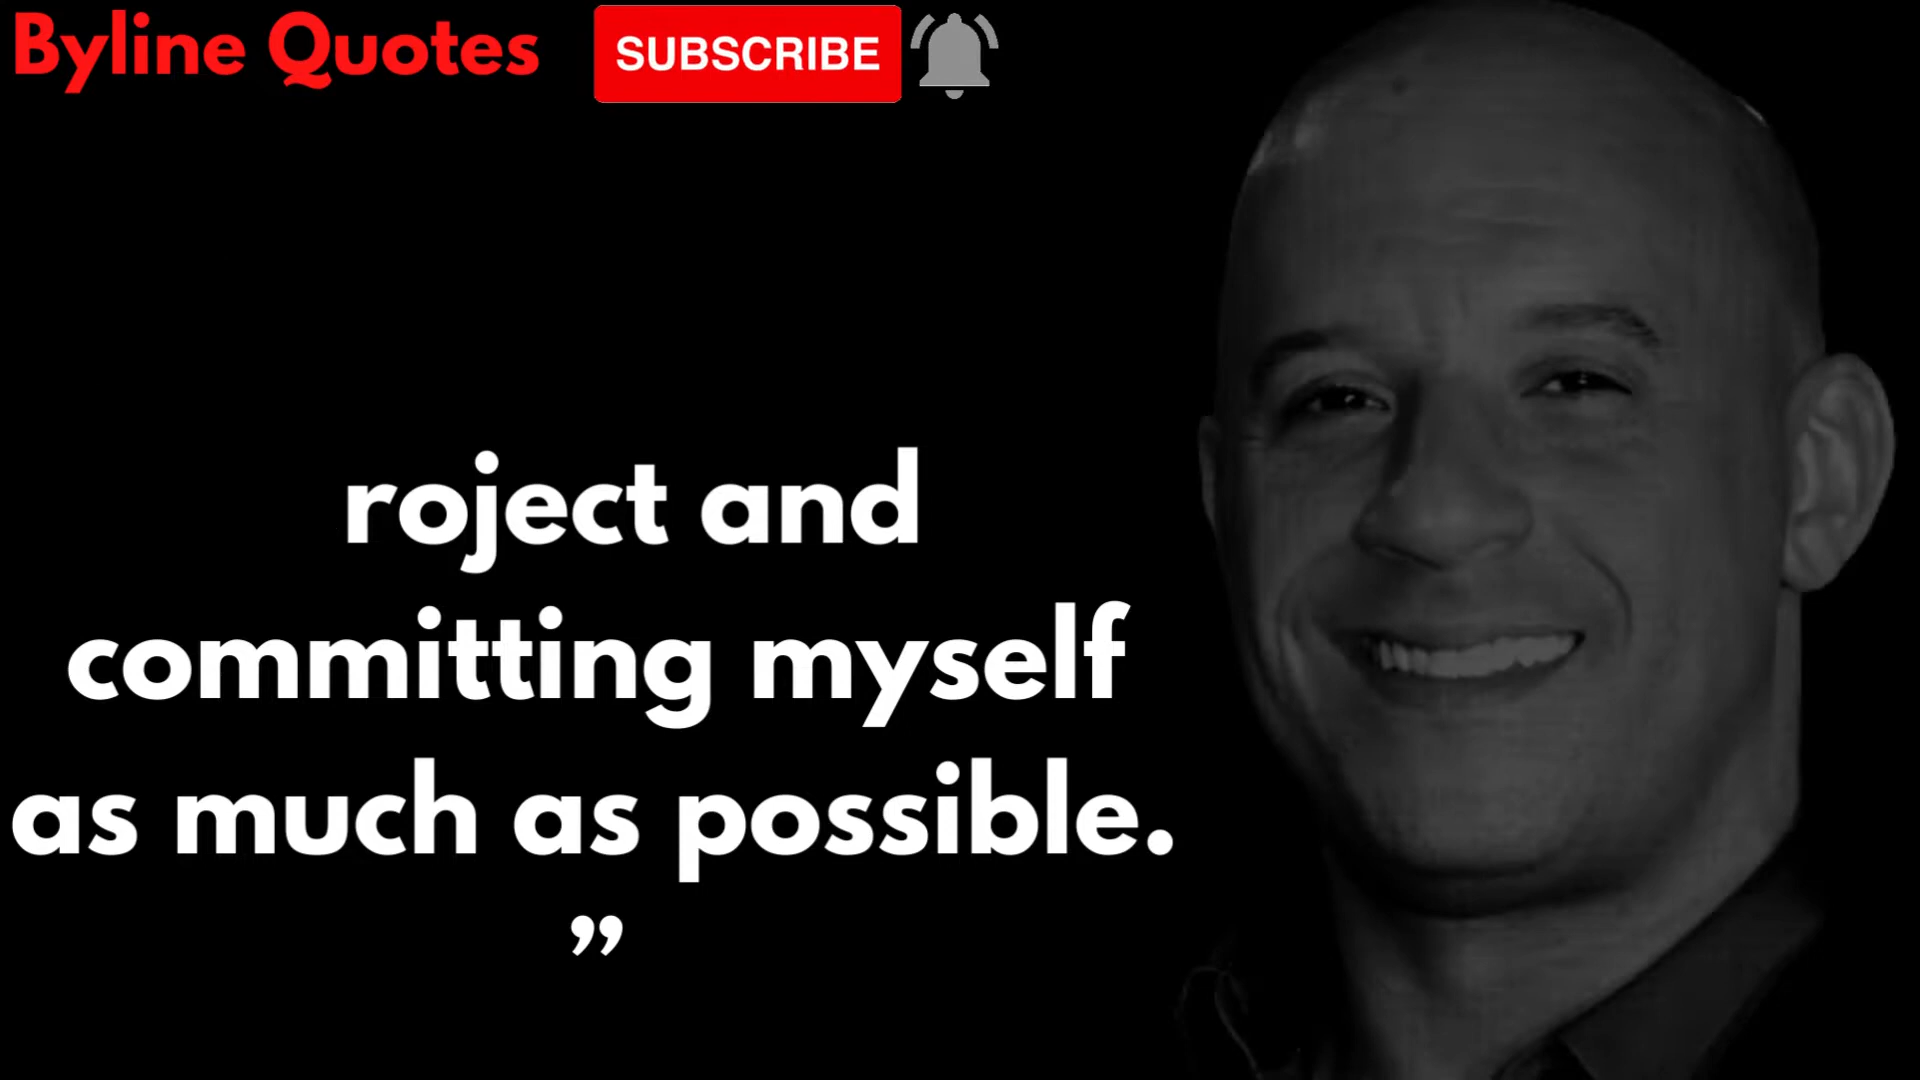 Byline Quotes
SUBSCRIBE
roject and
committing myself
as much as possible.
”